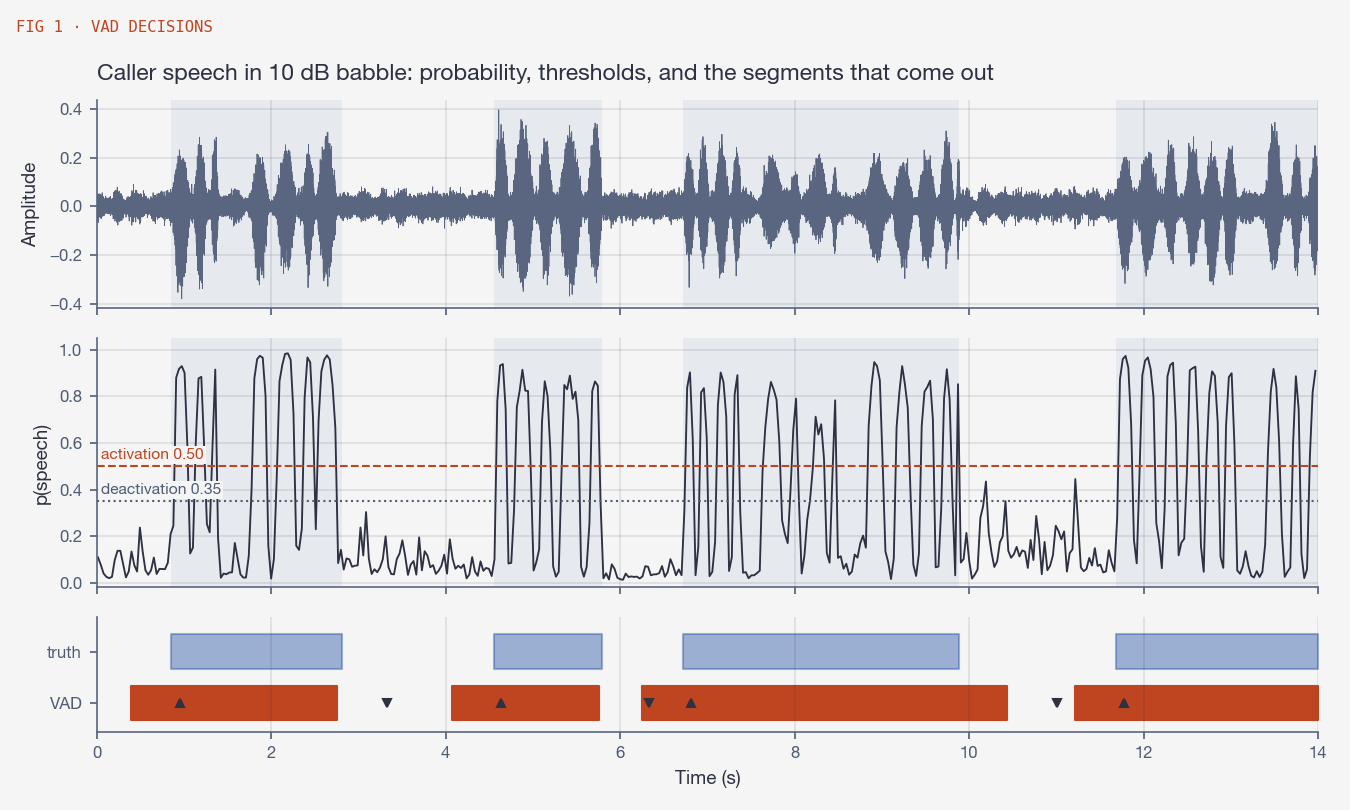 FIG 1 · VAD DECISIONS
Caller speech in 10 dB babble: probability, thresholds, and the segments that come out
Amplitude
0.4
0.2
0.0
−0.2
−0.4
p(speech)
1.0
0.8
0.6
0.4
0.2
0.0
activation 0.50
deactivation 0.35
truth
VAD
0 2 4 6 8 10 12 14
Time (s)